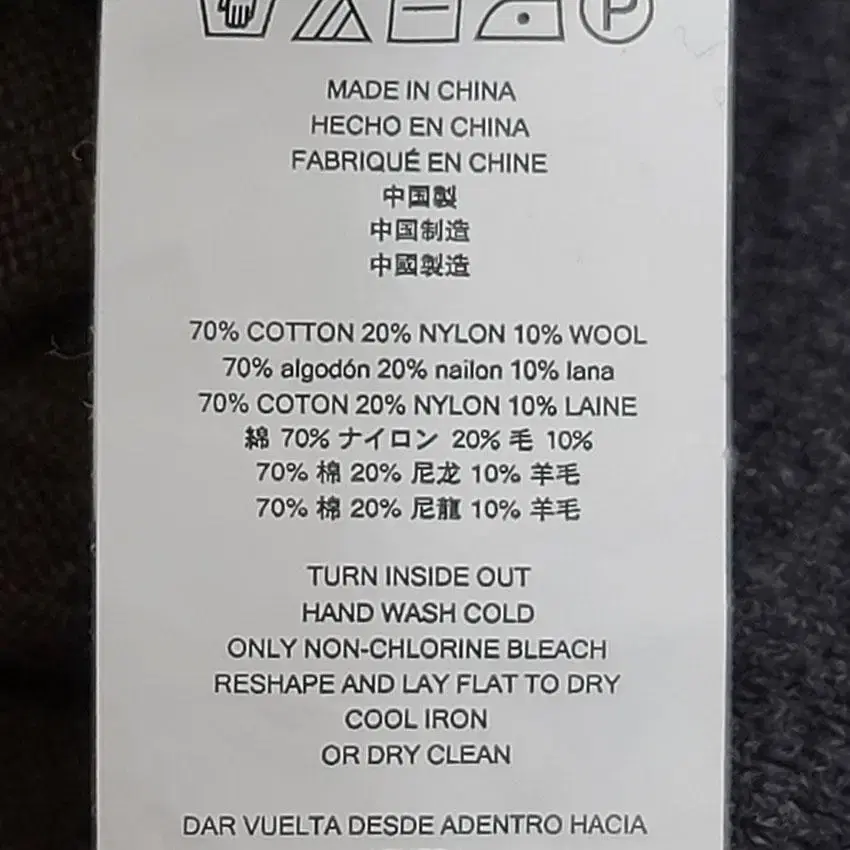 P
MADE IN CHINA
HECHO EN CHINA
FABRIQUÉ EN CHINE
中国製
中国制造
中國製造
70% COTTON 20% NYLON 10% WOOL
70% algodón 20% nailon 10% lana
70% COTON 20% NYLON 10% LAINE
綿 70% ナイロン 20% 毛 10%
70% 棉 20% 尼龙 10% 羊毛
70% 棉 20% 尼龍 10% 羊毛
TURN INSIDE OUT
HAND WASH COLD
ONLY NON-CHLORINE BLEACH
RESHAPE AND LAY FLAT TO DRY
COOL IRON
OR DRY CLEAN
DAR VUELTA DESDE ADENTRO HACIA